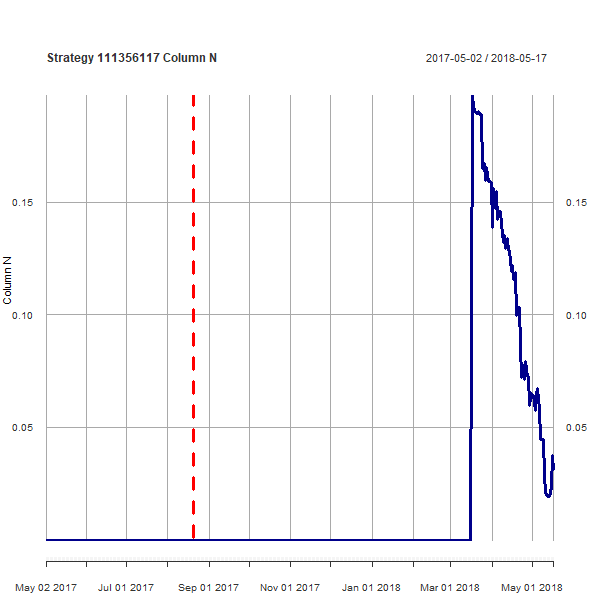 Strategy 111356117 Column N
2017-05-02 / 2018-05-17
Column N
0.15
0.10
0.05
0.15
0.10
0.05
May 02 2017
Jul 01 2017
Sep 01 2017
Nov 01 2017
Jan 01 2018
Mar 01 2018
May 01 2018